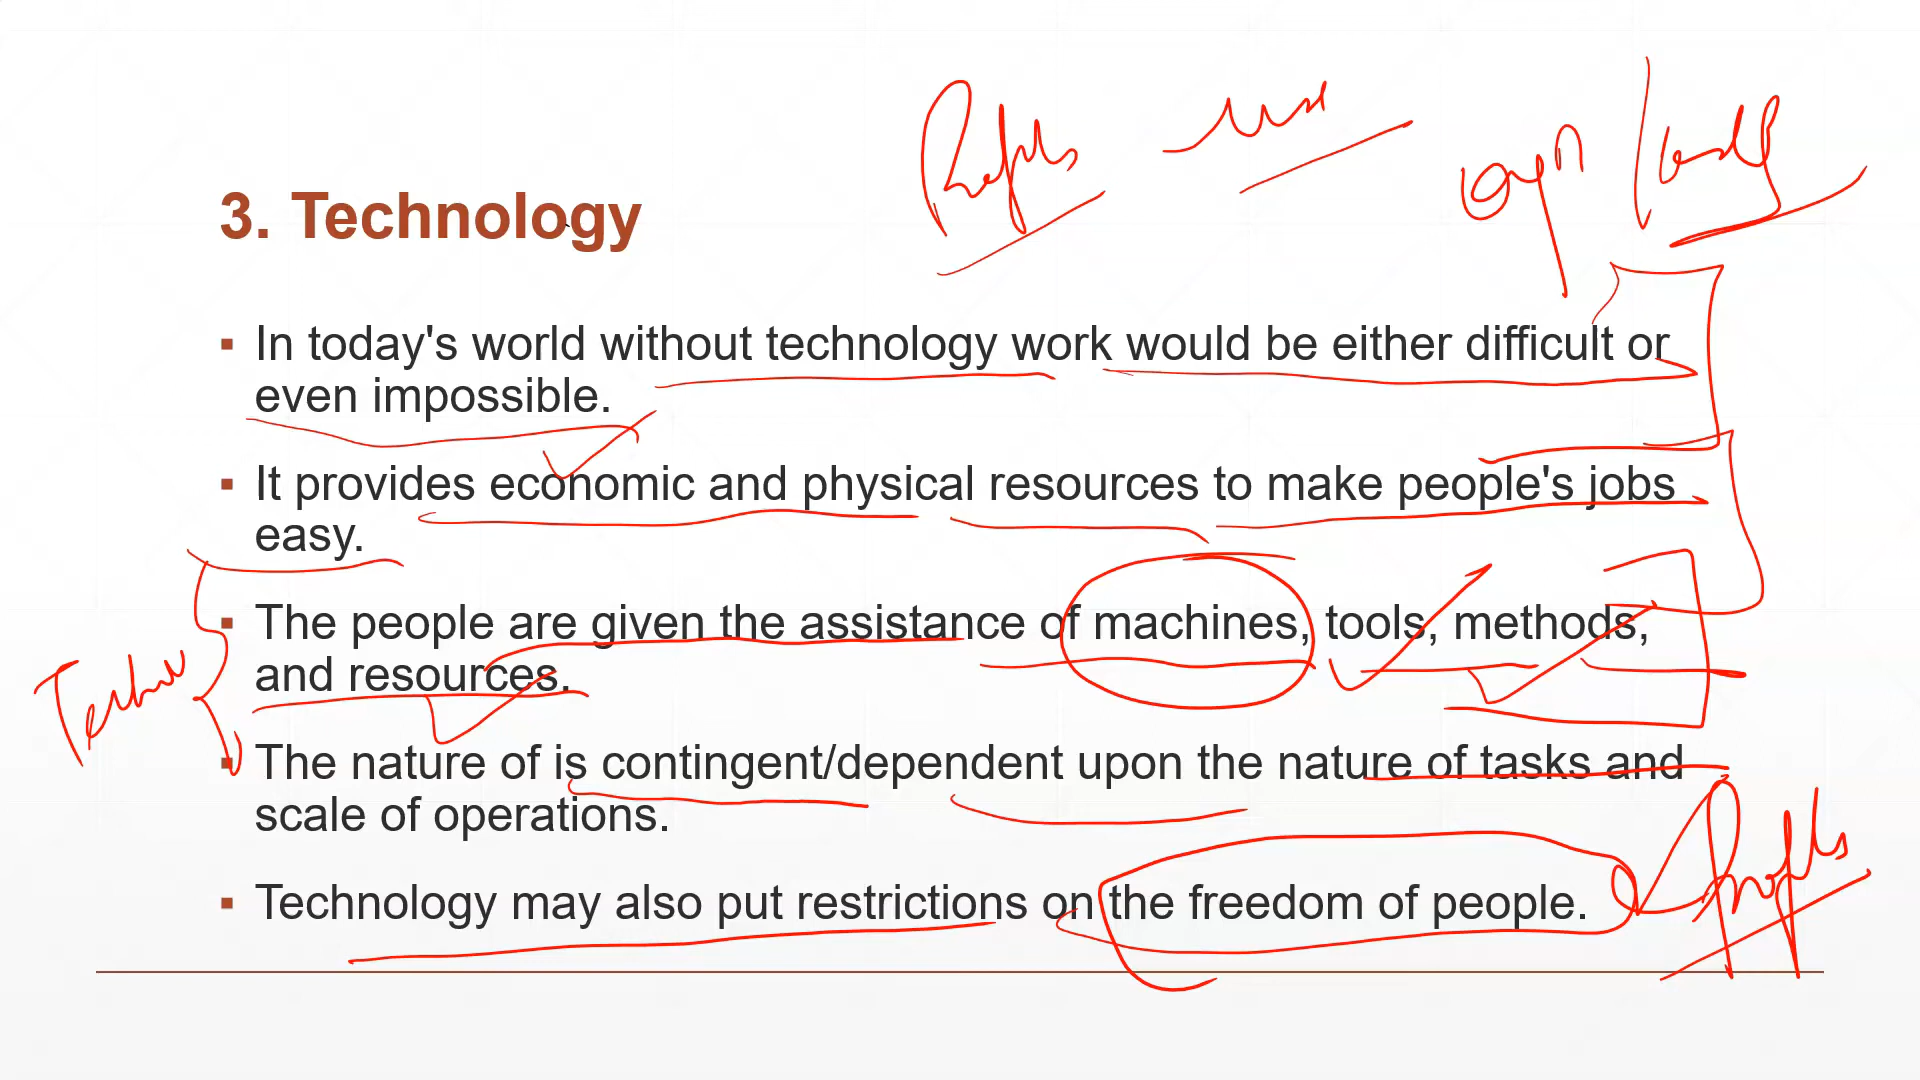 3. Technology
In today's world without technology work would be either difficult or
even impossible.
It provides economic and physical resources to make people's jobs
easy.
The people are given the assistance of machines, tools, methods,
and resources.
The nature of is contingent/dependent upon the nature of tasks and
scale of operations.
Technology may also put restrictions on the freedom of people.